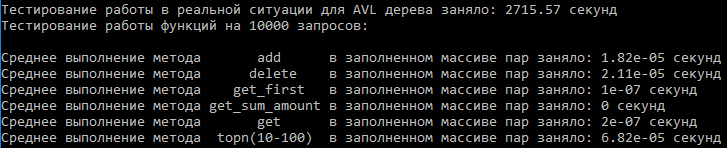 Тестирование работы в реальной ситуации для AVL дерева заняло: 2715.57 секунд
Тестирование работы функций на 10000 запросов:
Среднее выполнение метода add в заполненном массиве пар заняло: 1.82e-05 секунд
Среднее выполнение метода delete в заполненном массиве пар заняло: 2.11e-05 секунд
Среднее выполнение метода get_first в заполненном массиве пар заняло: 1e-07 секунд
Среднее выполнение метода get_sum_amount в заполненном массиве пар заняло: 0 секунд
Среднее выполнение метода get в заполненном массиве пар заняло: 2e-07 секунд
Среднее выполнение метода topn(10-100) в заполненном массиве пар заняло: 6.82e-05 секунд